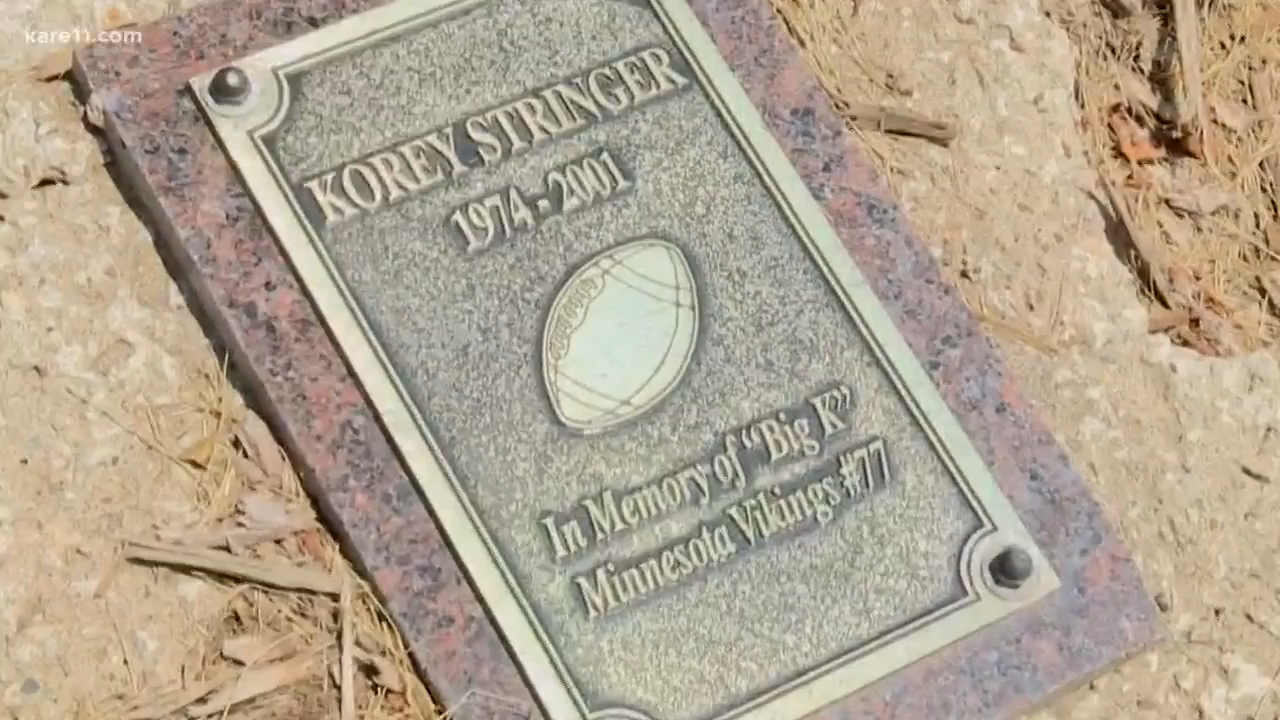 kare11.com
KOREY STRINGER
1974-2001
In Memory of "Big K"
Minnesota Vikings #77